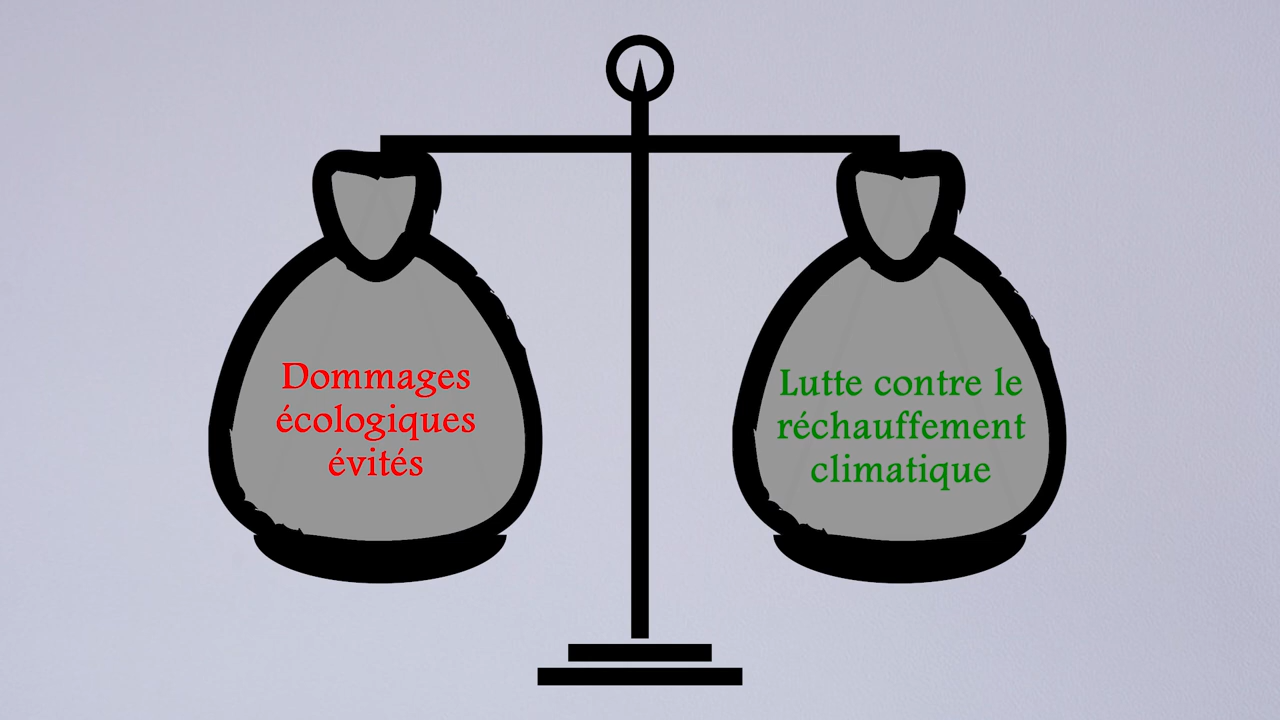 Dommages
écologiques
évités
Lutte contre le
réchauffement
climatique